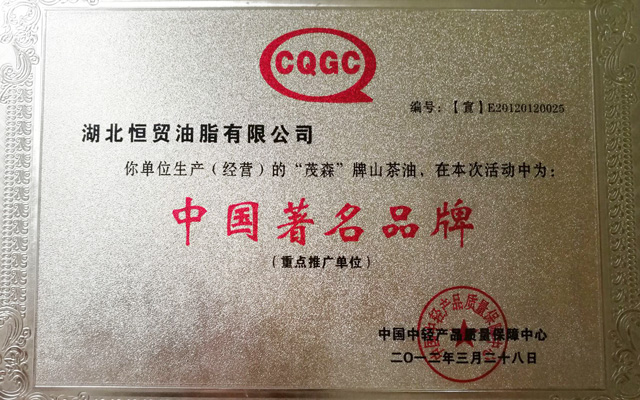 CQGC
编号:【宣】E20120120025
湖北恒贸油脂有限公司
你单位生产(经营)的“茂森”牌山茶油,在本次活动中为:
中国著名品牌
(重点推广单位)
中国中轻产品质量保障中心
二〇一二年三月二十八日